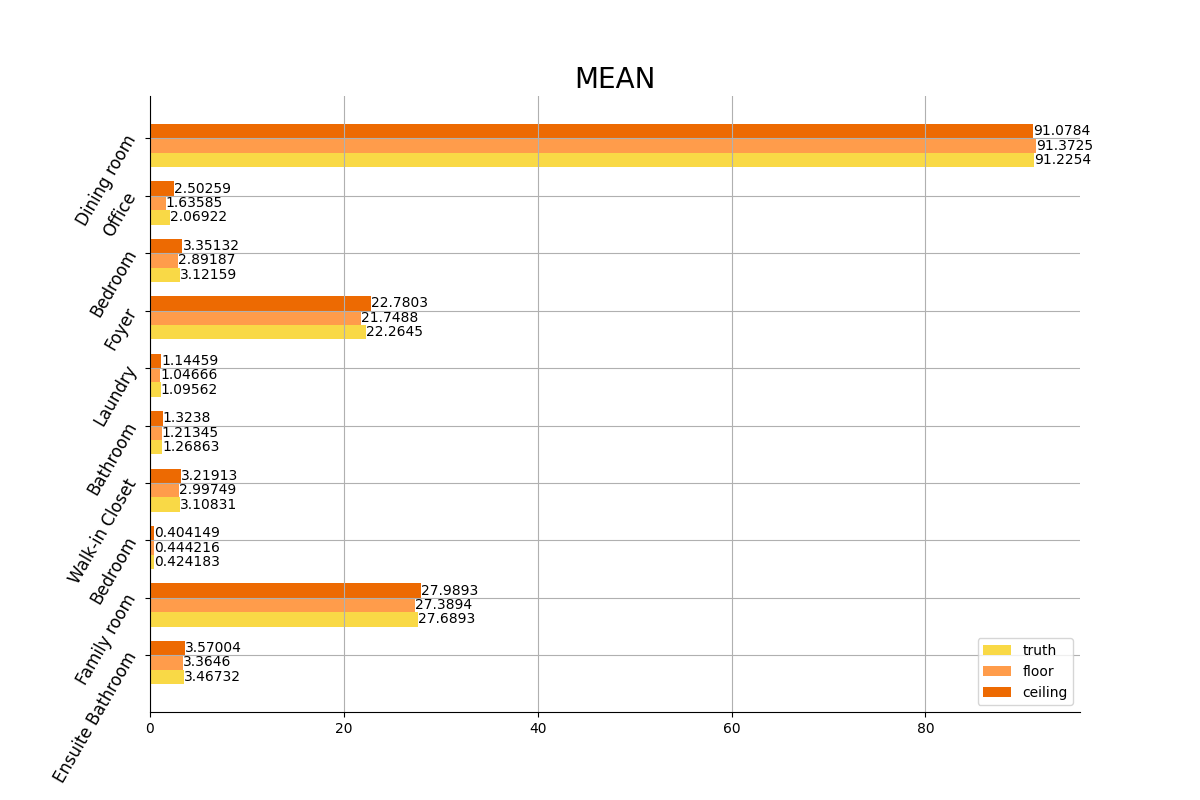 MEAN
Dining room
91.0784
91.3725
91.2254
Office
2.50259
1.63585
2.06922
Bedroom
3.35132
2.89187
3.12159
Foyer
22.7803
21.7488
22.2645
Laundry
1.14459
1.04666
1.09562
Bathroom
1.3238
1.21345
1.26863
Walk-in Closet
3.21913
2.99749
3.10831
Bedroom
0.404149
0.444216
0.424183
Family room
27.9893
27.3894
27.6893
Ensuite Bathroom
3.57004
3.3646
3.46732
truth
floor
ceiling
0 20 40 60 80